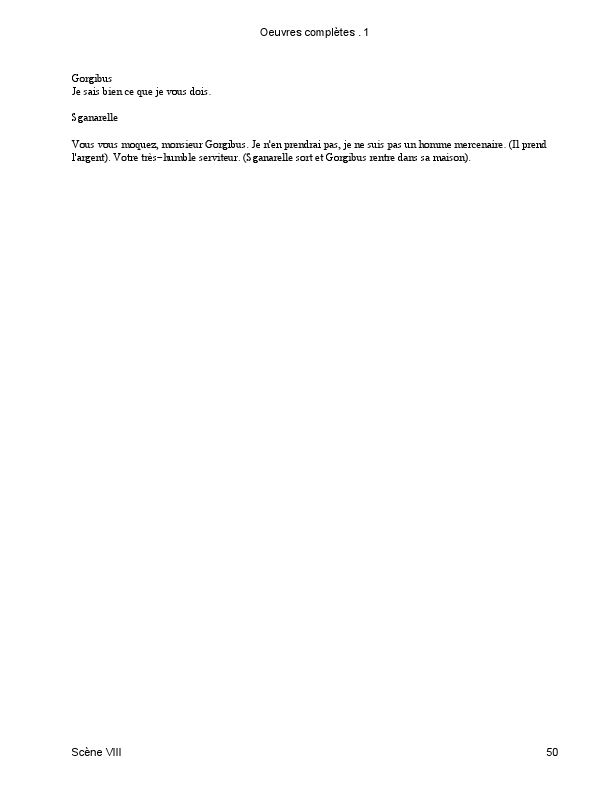 Oeuvres complètes . 1
Gorgibus
Je sais bien ce que je vous dois.
Sganarelle
Vous vous moquez, monsieur Gorgibus. Je n'en prendrai pas, je ne suis pas un homme mercenaire. (Il prend
l'argent). Votre très−humble serviteur. (Sganarelle sort et Gorgibus rentre dans sa maison).
Scène VIII
50